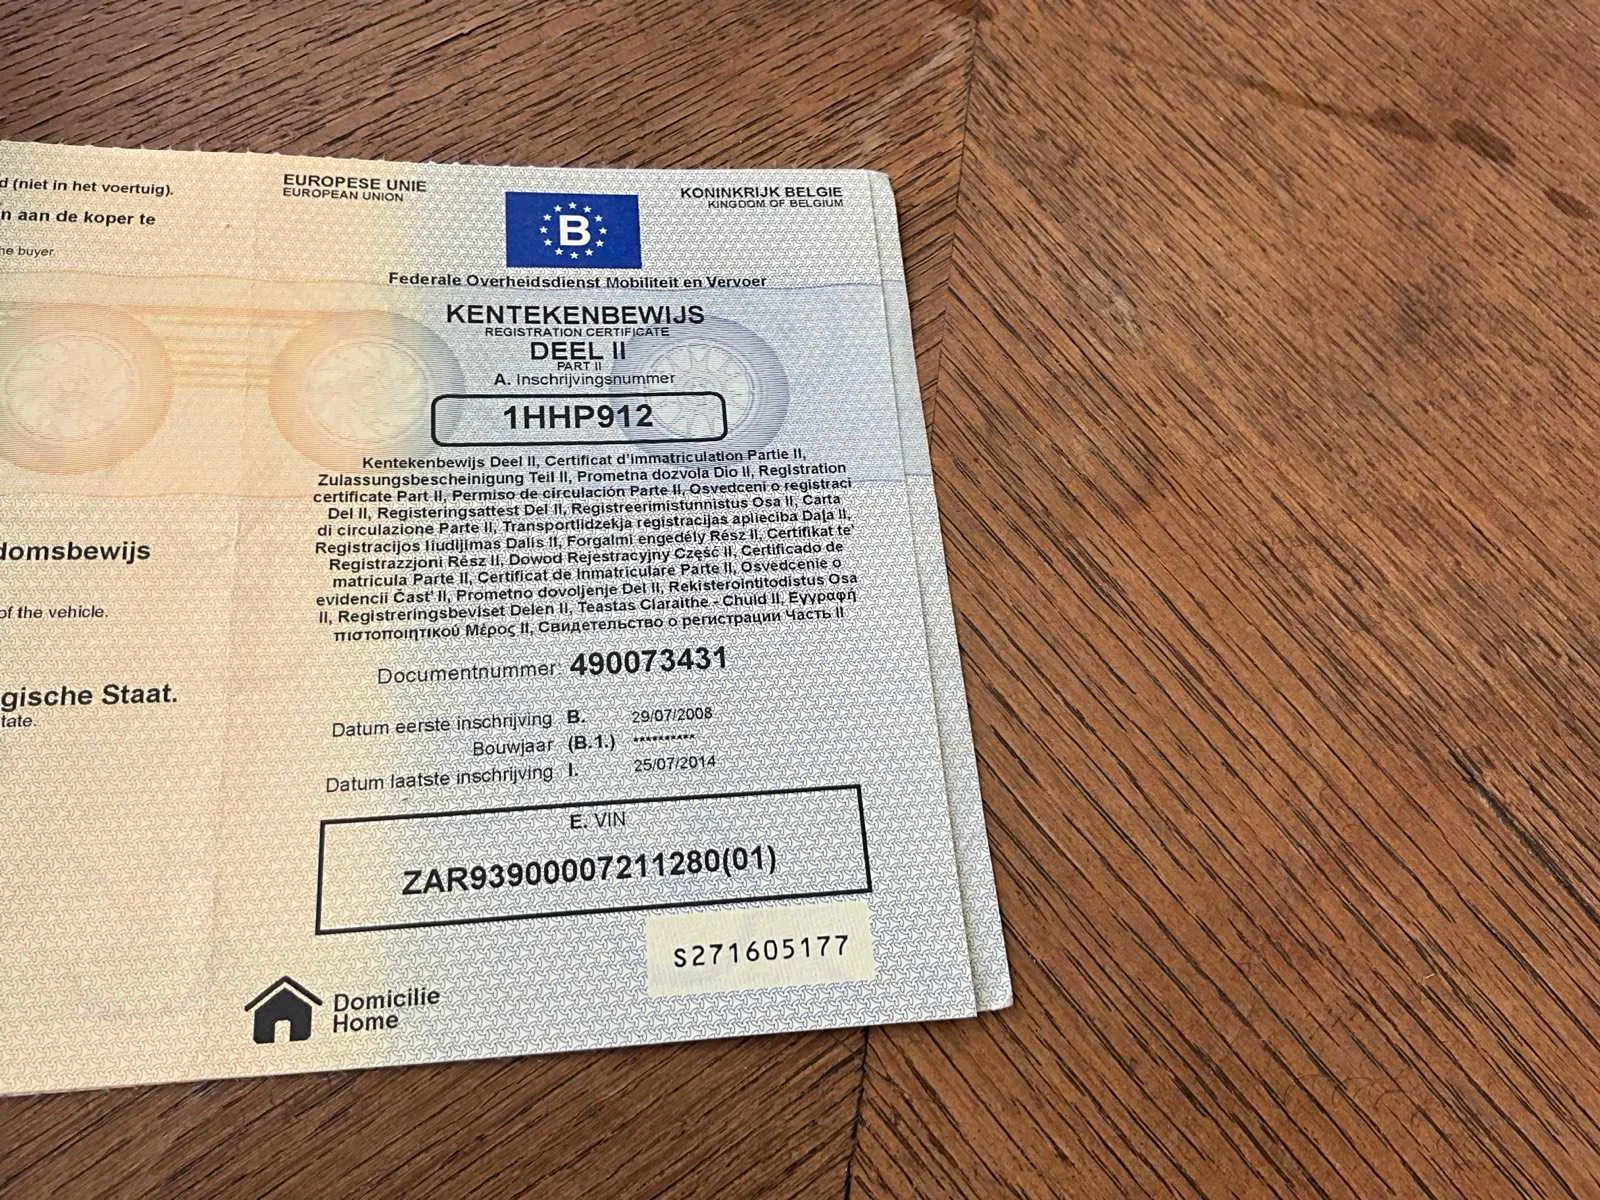 d (niet in het voertuig).
n aan de koper te
he buyer.
domsbewijs
of the vehicle.
gische Staat.
tate.
EUROPESE UNIE
EUROPEAN UNION
B
KONINKRIJK BELGIE
KINGDOM OF BELGIUM
Federale Overheidsdienst Mobiliteit en Vervoer
KENTEKENBEWIJS
REGISTRATION CERTIFICATE
DEEL II
PART II
A. Inschrijvingsnummer
1HHP912
Kentekenbewijs Deel II, Certificat d'immatriculation Partie II,
Zulassungsbescheinigung Teil II, Prometna dozvola Dio II, Registration
certificate Part II, Permiso de circulación Parte II, Osvedceni o registraci
Del II, Registeringsattest Del II, Registreerimistunnistus Osa II, Carta
di circulazione Parte II, Transportlidzekja registracijas aplieciba Daļa II,
Registracijos liudijimas Dalis II, Forgalmi engedély Rész II, Certifikat te'
Registrazzjoni Rész II, Dowod Rejestracyjny Część II, Certificado de
matricula Parte II, Certificat de Inmatriculare Partea II, Osvedcenie o
evidencii Čast' II, Prometno dovoljenje Del II, Rekisterointitodistus Osa
II, Registreringsbeviset Delen II, Teastas Claraithe - Chuid II, Εγγραφή
πιστοποιητικού Μέρος II, Свидетельство о регистрации Часть II
Documentnummer: 490073431
Datum eerste inschrijving B. 29/07/2008
Bouwjaar (B.1.) **********
Datum laatste inschrijving I. 25/07/2014
E. VIN
ZAR93900007211280(01)
S271605177
Domicilie
Home